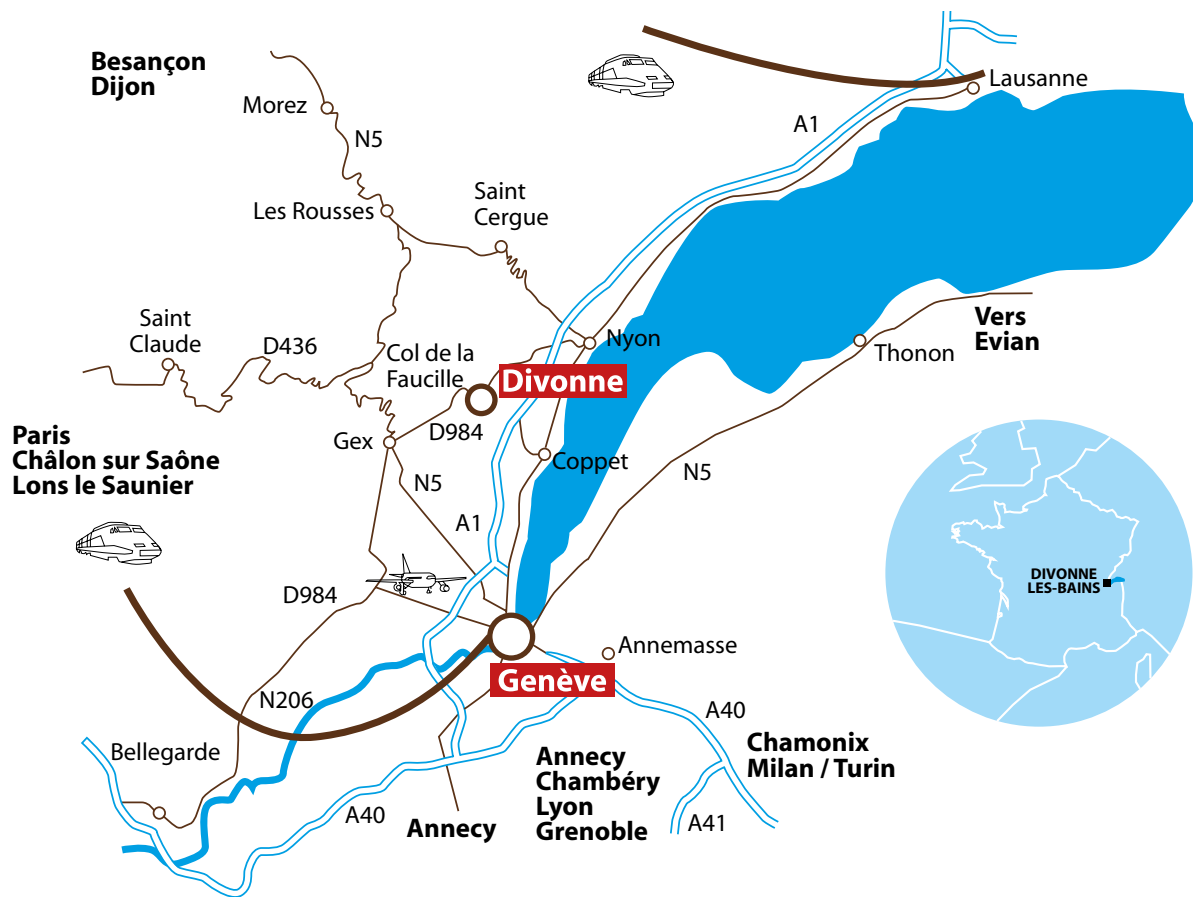 Besançon
Dijon
Lausanne
Morez
A1
N5
Saint
Cergue
Les Rousses
Saint
Claude
D436
Col de la
Faucille
Nyon
Vers
Evian
Thonon
Divonne
D984
Gex
Paris
Châlon sur Saône
Lons le Saunier
Coppet
N5
N5
A1
DIVONNE
LES-BAINS
D984
Annemasse
Genève
N206
A40
Bellegarde
Chamonix
Milan / Turin
Annecy
Chambéry
Lyon
Grenoble
A40
Annecy
A41